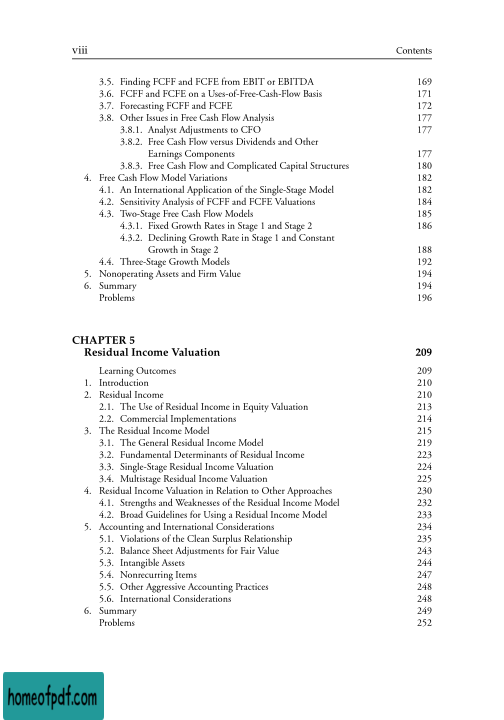 viii Contents
3.5. Finding FCFF and FCFE from EBIT or EBITDA 169
3.6. FCFF and FCFE on a Uses-of-Free-Cash-Flow Basis 171
3.7. Forecasting FCFF and FCFE 172
3.8. Other Issues in Free Cash Flow Analysis 177
3.8.1. Analyst Adjustments to CFO 177
3.8.2. Free Cash Flow versus Dividends and Other
Earnings Components 177
3.8.3. Free Cash Flow and Complicated Capital Structures 180
4. Free Cash Flow Model Variations 182
4.1. An International Application of the Single-Stage Model 182
4.2. Sensitivity Analysis of FCFF and FCFE Valuations 184
4.3. Two-Stage Free Cash Flow Models 185
4.3.1. Fixed Growth Rates in Stage 1 and Stage 2 186
4.3.2. Declining Growth Rate in Stage 1 and Constant
Growth in Stage 2 188
4.4. Three-Stage Growth Models 192
5. Nonoperating Assets and Firm Value 194
6. Summary 194
Problems 196
CHAPTER 5
Residual Income Valuation 209
Learning Outcomes 209
1. Introduction 210
2. Residual Income 210
2.1. The Use of Residual Income in Equity Valuation 213
2.2. Commercial Implementations 214
3. The Residual Income Model 215
3.1. The General Residual Income Model 219
3.2. Fundamental Determinants of Residual Income 223
3.3. Single-Stage Residual Income Valuation 224
3.4. Multistage Residual Income Valuation 225
4. Residual Income Valuation in Relation to Other Approaches 230
4.1. Strengths and Weaknesses of the Residual Income Model 232
4.2. Broad Guidelines for Using a Residual Income Model 233
5. Accounting and International Considerations 234
5.1. Violations of the Clean Surplus Relationship 235
5.2. Balance Sheet Adjustments for Fair Value 243
5.3. Intangible Assets 244
5.4. Nonrecurring Items 247
5.5. Other Aggressive Accounting Practices 248
5.6. International Considerations 248
6. Summary 249
Problems 252
homeofpdf.com